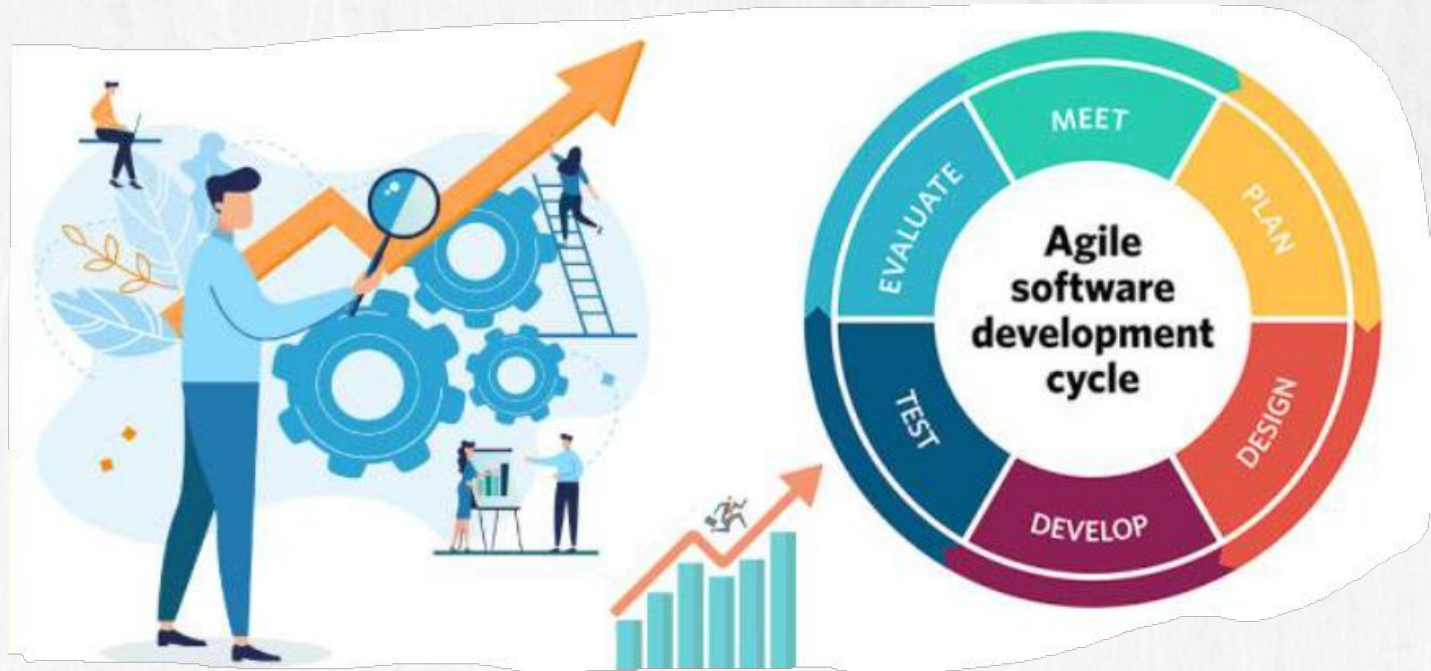 MEET
PLAN
DESIGN
DEVELOP
TEST
EVALUATE
Agile
software
development
cycle